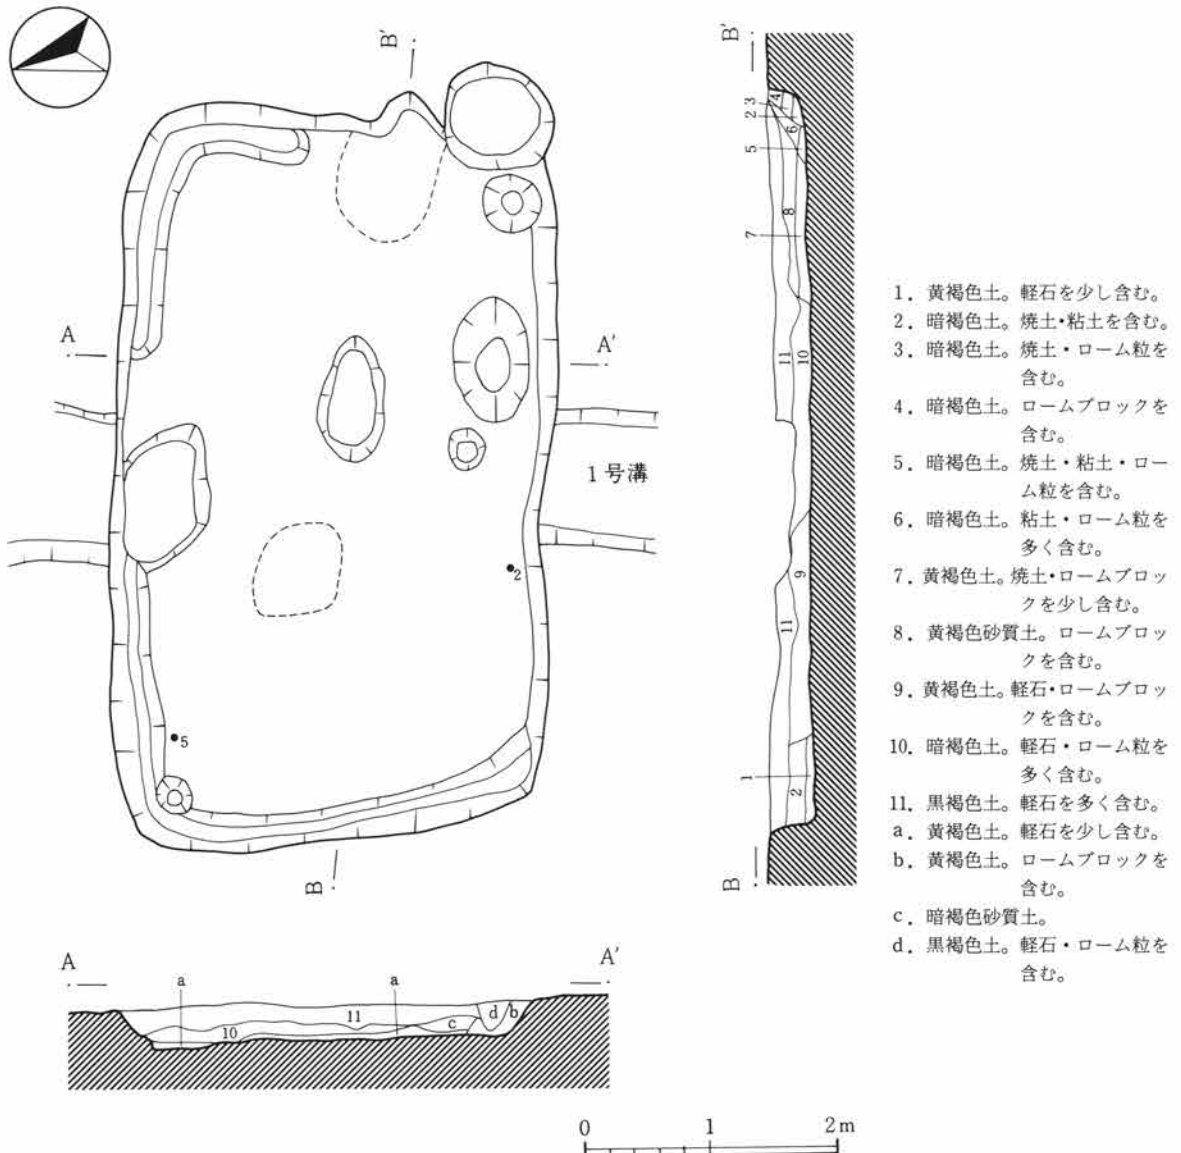 B'
A
A'
1号溝
2
5
B
B'
3
2
5
7
4
6
8
11
10
9
11
1
2
B
1. 黄褐色土。軽石を少し含む。
2. 暗褐色土。焼土・粘土を含む。
3. 暗褐色土。焼土・ローム粒を
含む。
4. 暗褐色土。ロームブロックを
含む。
5. 暗褐色土。焼土・粘土・ロー
ム粒を含む。
6. 暗褐色土。粘土・ローム粒を
多く含む。
7. 黄褐色土。焼土・ロームブロッ
クを少し含む。
8. 黄褐色砂質土。ロームブロッ
クを含む。
9. 黄褐色土。軽石・ロームブロッ
クを含む。
10. 暗褐色土。軽石・ローム粒を
多く含む。
11. 黒褐色土。軽石を多く含む。
a. 黄褐色土。軽石を少し含む。
b. 黄褐色土。ロームブロックを
含む。
c. 暗褐色砂質土。
d. 黒褐色土。軽石・ローム粒を
含む。
A
A'
a
a
11
10
c
d
b
0 1 2m